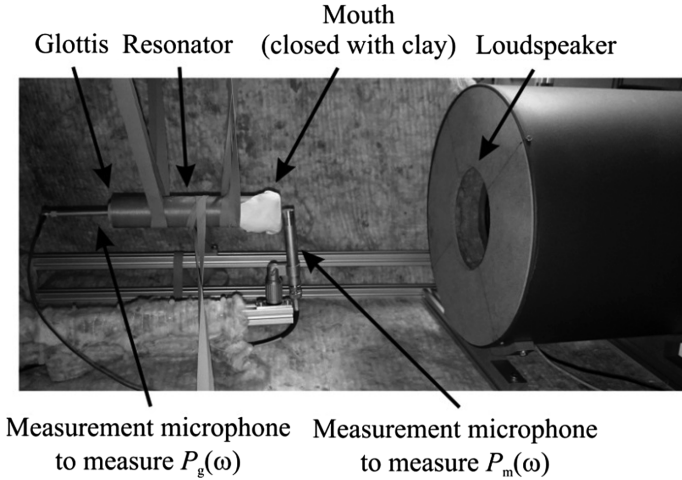 Mouth
Glottis Resonator (closed with clay) Loudspeaker
Measurement microphone
to measure Pg(ω)
Measurement microphone
to measure Pm(ω)